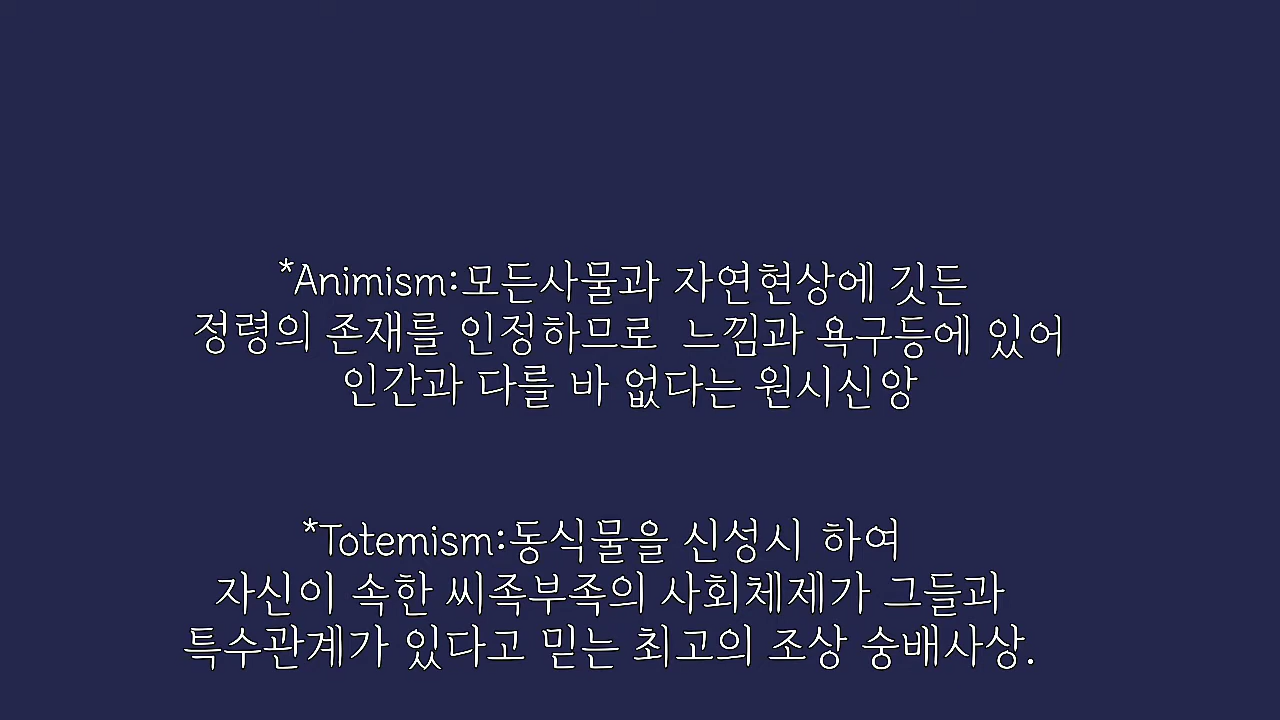 *Animism:모든사물과 자연현상에 깃든
정령의 존재를 인정하므로 느낌과 욕구등에 있어
인간과 다를 바 없다는 원시신앙
*Totemism:동식물을 신성시 하여
자신이 속한 씨족부족의 사회체제가 그들과
특수관계가 있다고 믿는 최고의 조상 숭배사상.